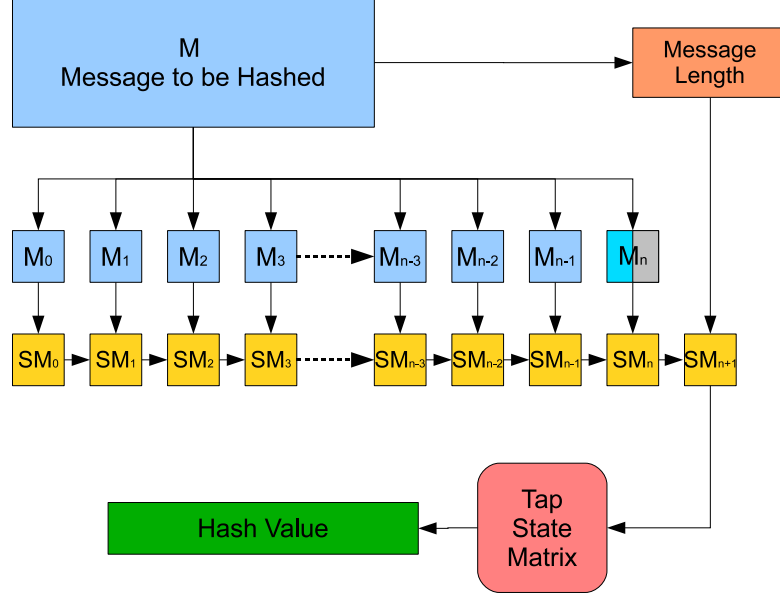 M
Message to be Hashed
Message
Length
M0 M1 M2 M3 Mn-3 Mn-2 Mn-1 Mn
SM0 SM1 SM2 SM3 SMn-3 SMn-2 SMn-1 SMn SMn+1
Tap
State
Matrix
Hash Value